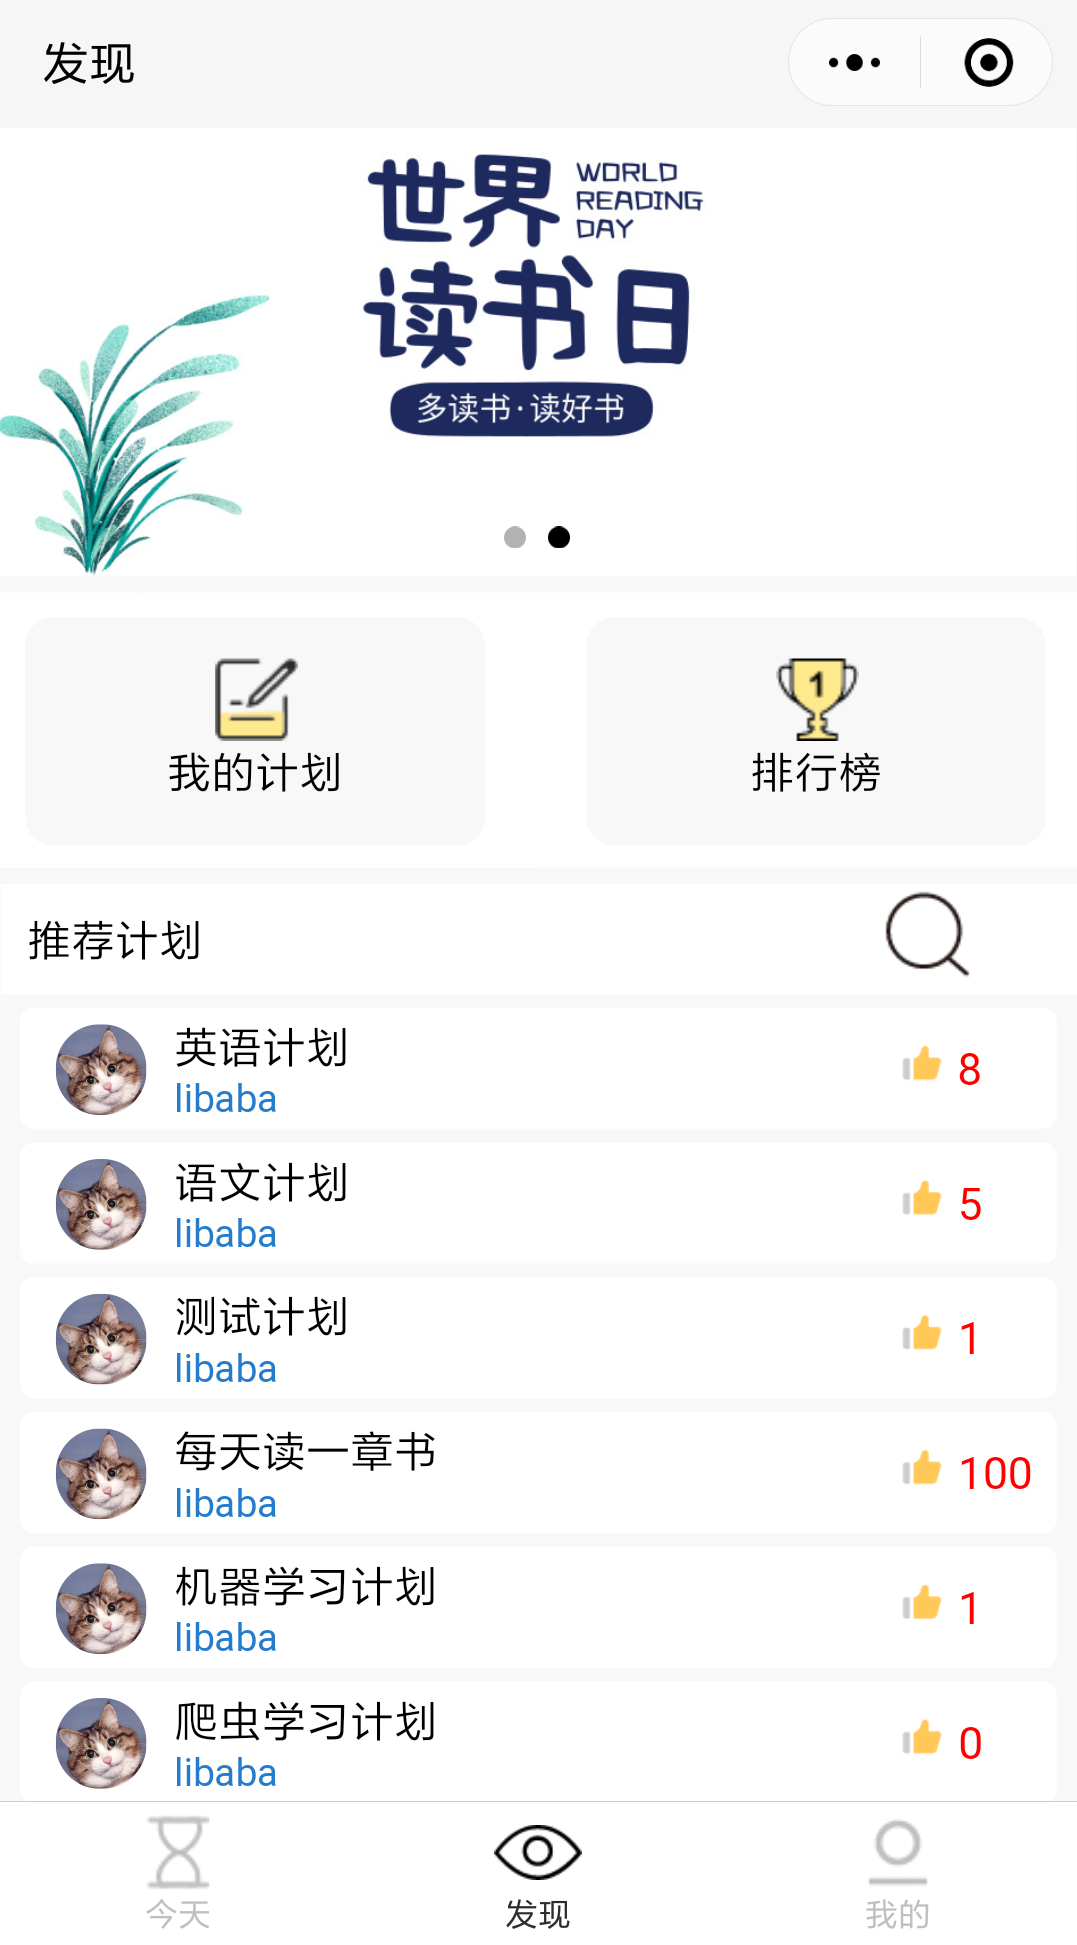 发现
世界
WORLD
READING
DAY
读书日
多读书·读好书
我的计划
1
排行榜
推荐计划
英语计划
libaba
8
语文计划
libaba
5
测试计划
libaba
1
每天读一章书
libaba
100
机器学习计划
libaba
1
爬虫学习计划
libaba
0
今天
发现
我的